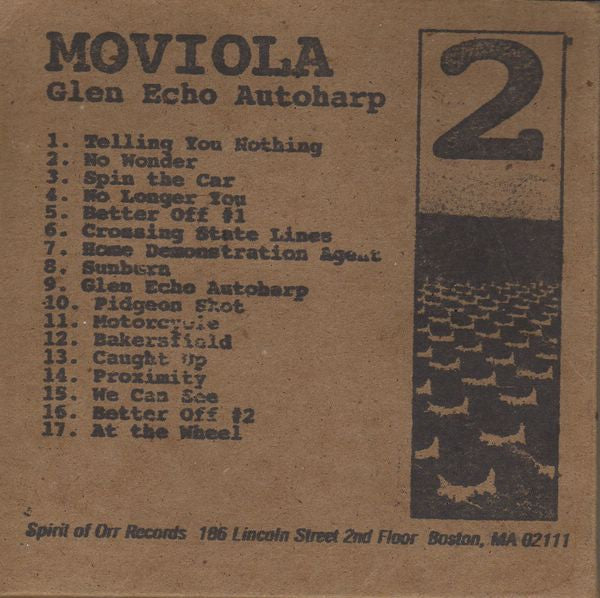 MOVIOLA
Glen Echo Autoharp
1. Telling You Nothing
2. No Wonder
3. Spin the Car
4. No Longer You
5. Better Off #1
6. Crossing State Lines
7. Home Demonstration Agent
8. Sunburn
9. Glen Echo Autoharp
10. Pidgeon Shot
11. Motorcycle
12. Bakersfield
13. Caught Up
14. Proximity
15. We Can See
16. Better Off #2
17. At the Wheel
2
Spirit of Orr Records 186 Lincoln Street 2nd Floor Boston, MA 02111